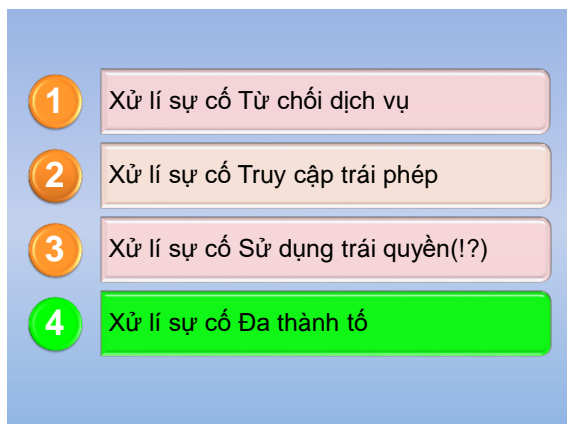 1 Xử lí sự cố Từ chối dịch vụ
2 Xử lí sự cố Truy cập trái phép
3 Xử lí sự cố Sử dụng trái quyền(!?)
4 Xử lí sự cố Đa thành tố